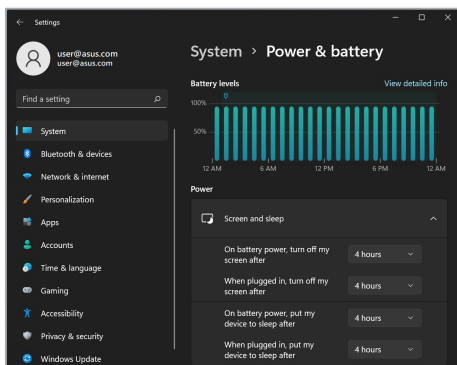 Settings
user@asus.com
user@asus.com
Find a setting
System
Bluetooth & devices
Network & internet
Personalization
Apps
Accounts
Time & language
Gaming
Accessibility
Privacy & security
Windows Update
System > Power & battery
Battery levels
View detailed info
100%
50%
12 AM 6 AM 12 PM 6 PM 12 AM
Power
Screen and sleep
On battery power, turn off my
screen after
4 hours
When plugged in, turn off my
screen after
4 hours
On battery power, put my
device to sleep after
4 hours
When plugged in, put my
device to sleep after
4 hours